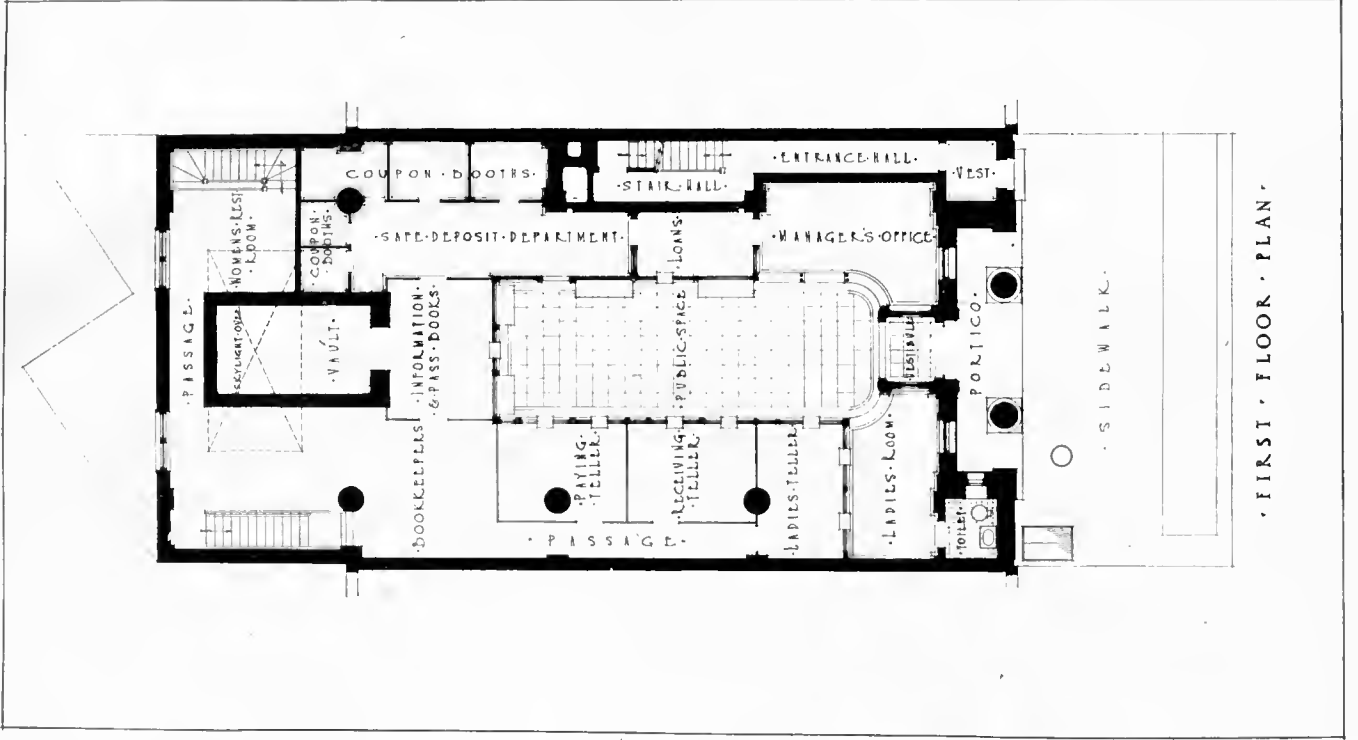 · COUPON · BOOTHS ·
· ENTRANCE · HALL ·
· VEST ·
· STAIR · HALL ·
· WOMENS · REST
· ROOM ·
· COUPON ·
BOOTHS ·
· SAFE · DEPOSIT · DEPARTMENT ·
· LOANS ·
· MANAGER'S · OFFICE ·
· PASSAGE ·
· SKYLIGHT · OVER ·
· VAULT ·
· INFORMATION ·
& · PASS · BOOKS ·
· PUBLIC · SPACE ·
· VESTIBULE ·
· PORTICO ·
· SIDEWALK ·
· BOOKKEEPERS ·
· PAYING ·
TELLER ·
· RECEIVING ·
TELLER ·
· LADIES · TELLER ·
· LADIES · ROOM ·
· TOILET ·
· PASSAGE ·
· FIRST · FLOOR · PLAN ·